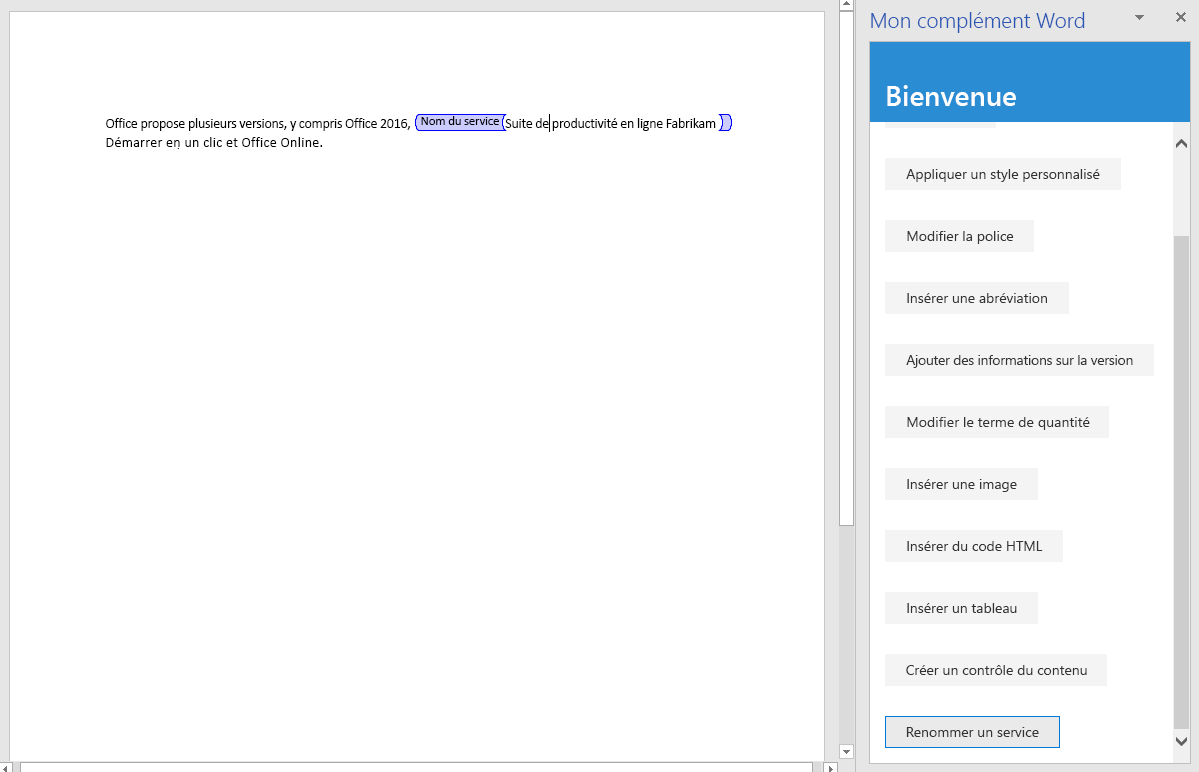 Office propose plusieurs versions, y compris Office 2016, Nom du service Suite de productivité en ligne Fabrikam
Démarrer en un clic et Office Online.
Mon complément Word
Bienvenue
Appliquer un style personnalisé
Modifier la police
Insérer une abréviation
Ajouter des informations sur la version
Modifier le terme de quantité
Insérer une image
Insérer du code HTML
Insérer un tableau
Créer un contrôle du contenu
Renommer un service